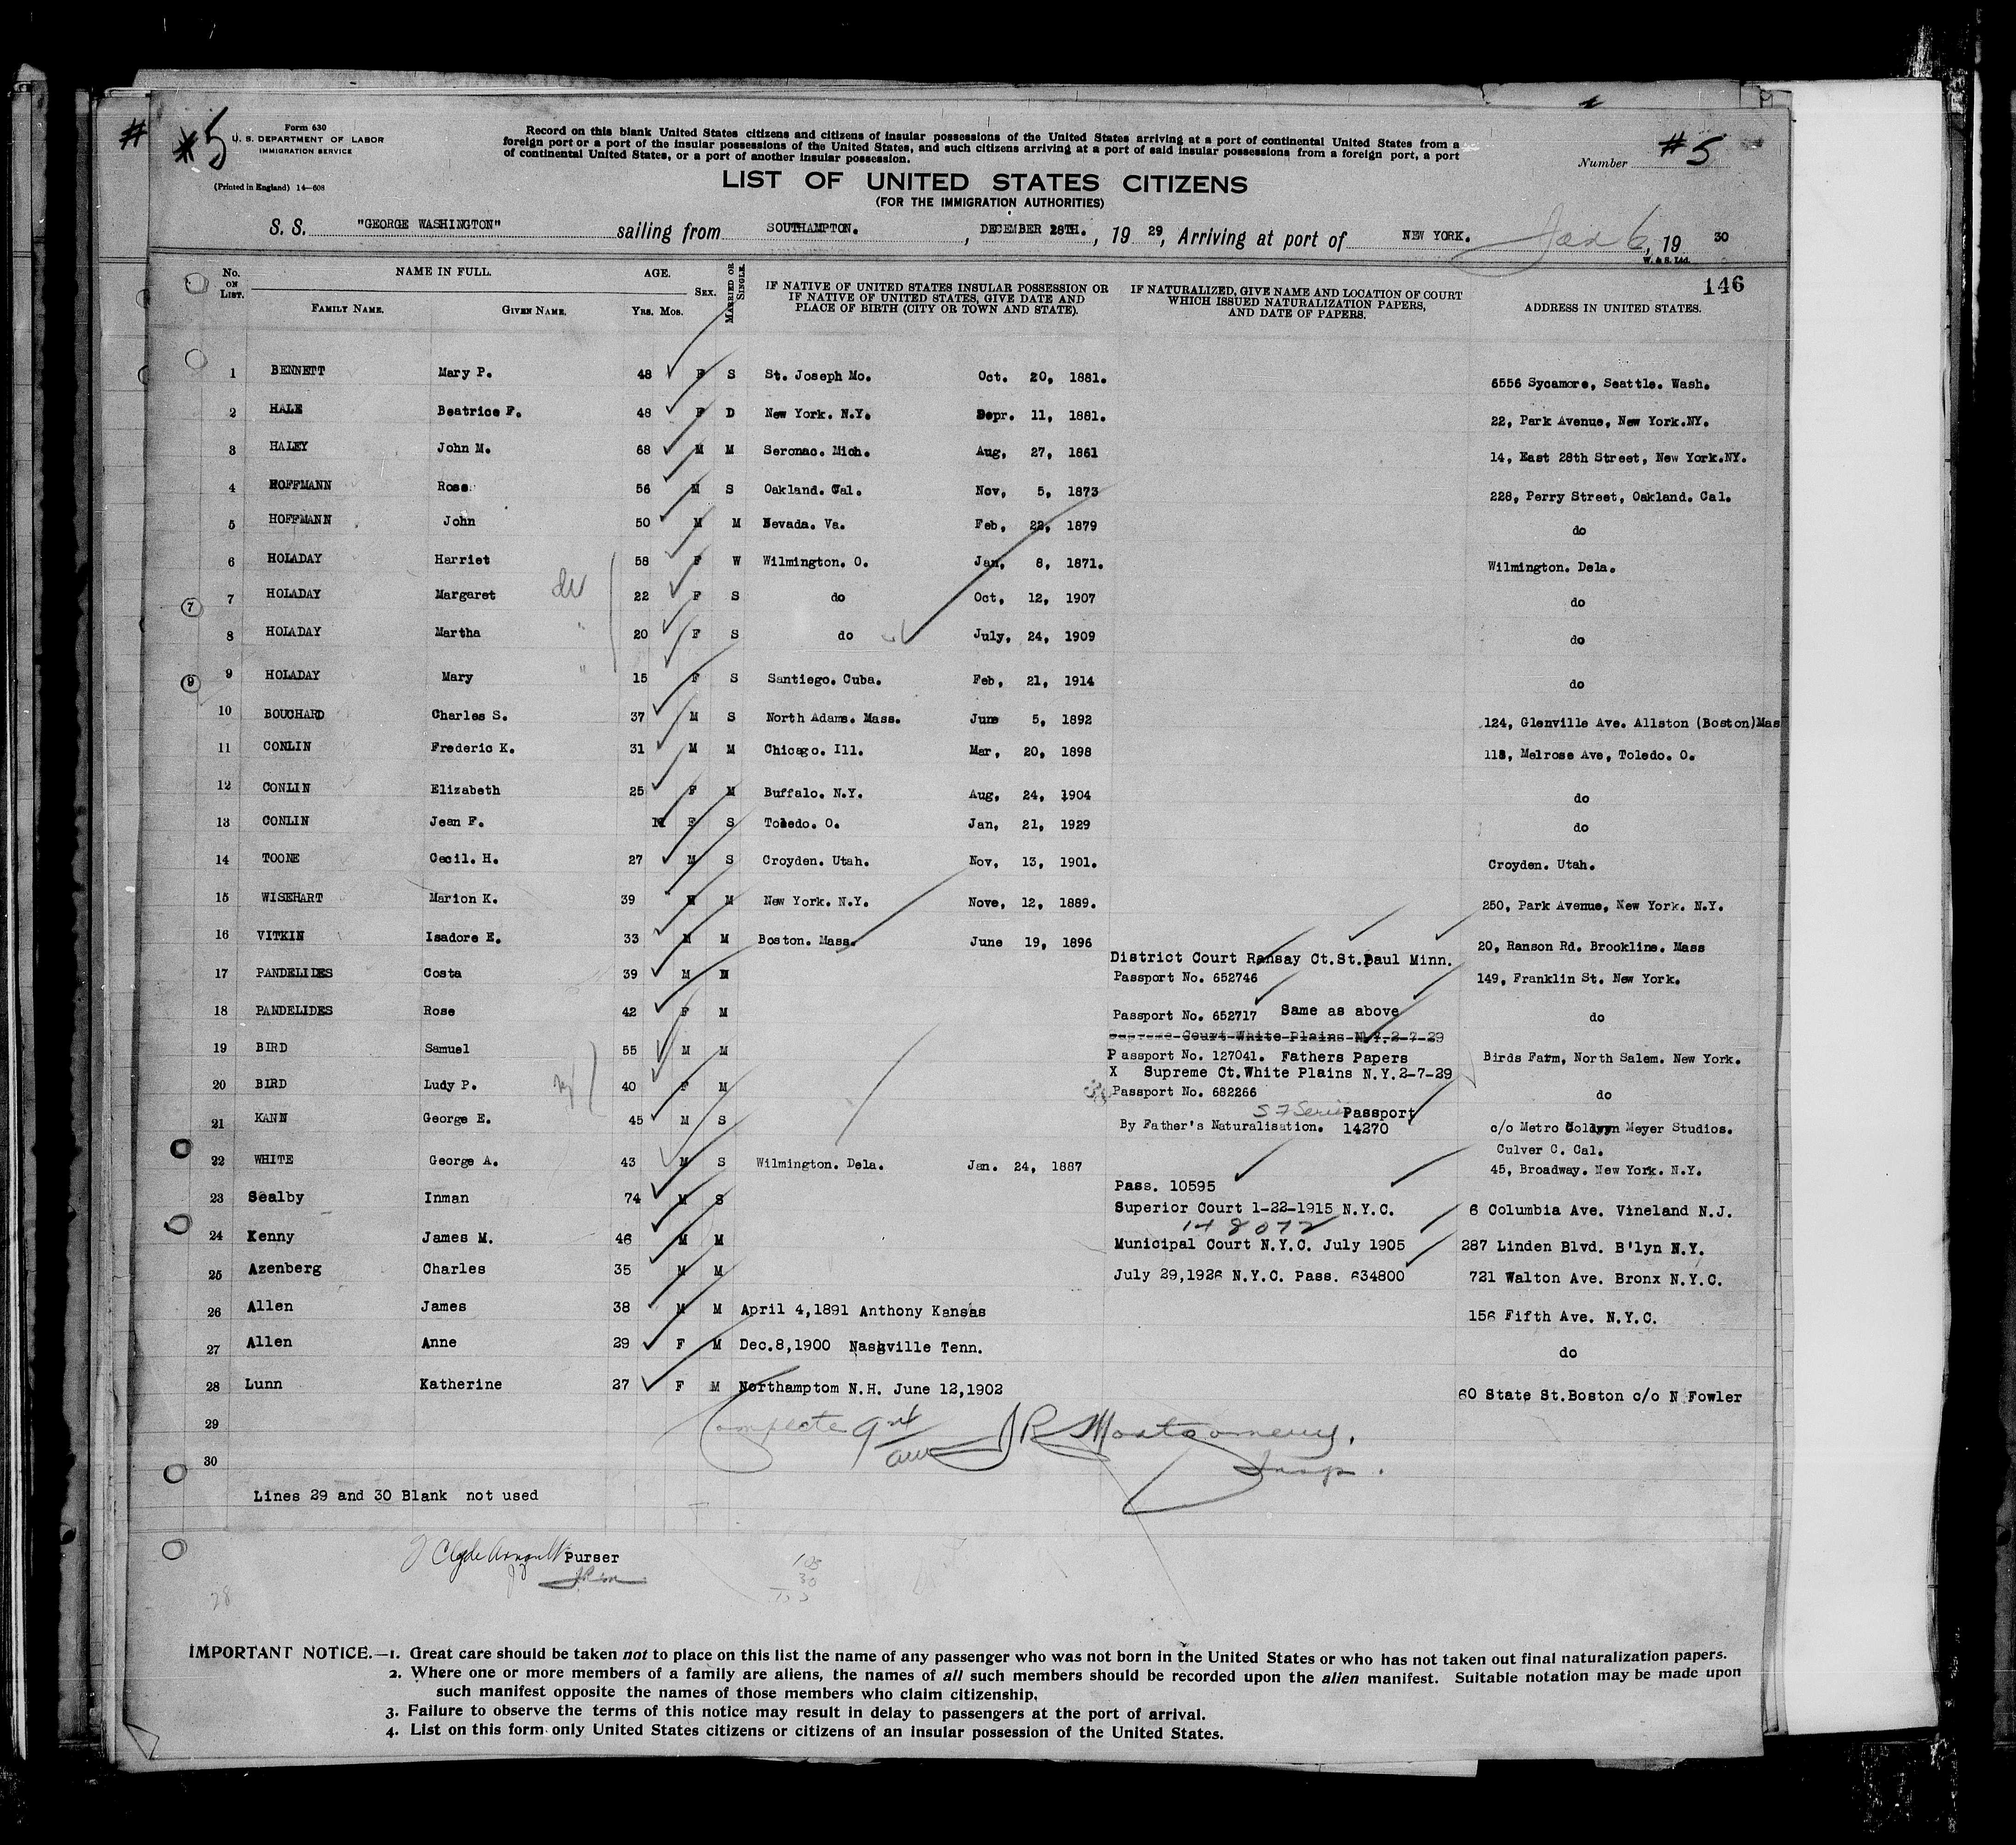 # #5
Form 630
U. S. DEPARTMENT OF LABOR
IMMIGRATION SERVICE
(Printed in England) 14—608
Record on this blank United States citizens and citizens of insular possessions of the United States arriving at a port of continental United States from a
foreign port or a port of the insular possessions of the United States, and such citizens arriving at a port of said insular possessions from a foreign port, a port
of continental United States, or a port of another insular possession.
Number #5
LIST OF UNITED STATES CITIZENS
(FOR THE IMMIGRATION AUTHORITIES)
S. S. "GEORGE WASHINGTON" sailing from SOUTHAMPTON. , DECEMBER 28TH. , 19 29, Arriving at port of NEW YORK. Jan 6, 19 30
W. & S. Ltd.
146
No. ON LIST. NAME IN FULL. AGE. SEX. MARRIED OR SINGLE. IF NATIVE OF UNITED STATES INSULAR POSSESSION OR IF NATIVE OF UNITED STATES, GIVE DATE AND PLACE OF BIRTH (CITY OR TOWN AND STATE). IF NATURALIZED, GIVE NAME AND LOCATION OF COURT WHICH ISSUED NATURALIZATION PAPERS, AND DATE OF PAPERS. ADDRESS IN UNITED STATES.
FAMILY NAME. GIVEN NAME. YRS. MOS.
1 BENNETT Mary P. 48 F S St. Joseph Mo. Oct. 20, 1881. 6556 Sycamore, Seattle. Wash.
2 HALE Beatrice F. 48 F D New York. N.Y. 11, 1881. 22, Park Avenue, New York.NY.
3 HALEY John M. 68 M M Seronac. Mich. Aug, 27, 1861 14, East 28th Street, New York.NY.
4 HOFFMANN Ross 56 M S Oakland. Cal. Nov, 5, 1873 228, Perry Street, Oakland. Cal.
5 HOFFMANN John 50 M M Nevada. Va. Feb, 22, 1879 do
6 HOLADAY Harriet 58 F W Wilmington. O. Jan, 8, 1871. Wilmington. Dela.
7 7 HOLADAY Margaret 22 F S do Oct, 12, 1907 do
8 HOLADAY Martha 20 F S do July, 24, 1909 do
9 9 HOLADAY Mary 15 F S Santiego. Cuba. Feb, 21, 1914 do
10 BOUCHARD Charles S. 37 M S North Adams. Mass. June 5, 1892 124, Glenville Ave. Allston (Boston)Mas
11 CONLIN Frederic K. 31 M M Chicago. Ill. Mar, 20, 1898 113, Melrose Ave, Toledo. O.
12 CONLIN Elizabeth 25 F M Buffalo. N.Y. Aug, 24, 1904 do
13 CONLIN Jean F. 11 F S Toledo. O. Jan, 21, 1929 do
14 TOONE Cecil. H. 27 M S Croyden. Utah. Nov, 13, 1901. Croyden. Utah.
15 WISEHART Marion K. 39 M M New York. N.Y. Nove, 12, 1889. 250, Park Avenue, New York. N.Y.
16 VITKIN Isadore E. 33 M M Boston. Mass. June 19, 1896 20, Ranson Rd. Brookline. Mass
District Court Ransay Ct.St.Paul Minn.
17 PANDELIDES Costa 39 M M Passport No. 652746 149, Franklin St. New York.
18 PANDELIDES Rose 42 F M Passport No. 652717 Same as above do
Supreme Court White Plains N.Y.2-7-29
19 BIRD Samuel 55 M M Passport No. 127041. Fathers Papers Birds Farm, North Salem. New York.
X Supreme Ct.White Plains N.Y.2-7-29
20 BIRD Ludy P. 40 F M Passport No. 682266 do
S F Series Passport
21 KANN George E. 45 M S By Father's Naturalisation. 14270 c/o Metro Goldwyn Meyer Studios.
Culver C. Cal.
22 WHITE George A. 43 M S Wilmington. Dela. Jan. 24, 1887 45, Broadway. New York. N.Y.
Pass. 10595
23 Sealby Inman 74 M S Superior Court 1-22-1915 N.Y.C. 6 Columbia Ave. Vineland N.J.
148072
24 Kenny James M. 46 M M Municipal Court N.Y.C. July 1905 287 Linden Blvd. B'lyn N.Y.
25 Azenberg Charles 35 M M July 29,1926 N.Y.C. Pass. 634800 721 Walton Ave. Bronx N.Y.C.
26 Allen James 38 M M April 4,1891 Anthony Kansas 156 Fifth Ave. N.Y.C.
27 Allen Anne 29 F M Dec.8,1900 Nashville Tenn. do
28 Lunn Katherine 27 F M Northamptom N.H. June 12,1902 60 State St.Boston c/o N Fowler
29 Complete J R Montgomery.
30 Insp.
Lines 29 and 30 Blank not used
Purser
28
IMPORTANT NOTICE.—1. Great care should be taken not to place on this list the name of any passenger who was not born in the United States or who has not taken out final naturalization papers.
2. Where one or more members of a family are aliens, the names of all such members should be recorded upon the alien manifest. Suitable notation may be made upon
such manifest opposite the names of those members who claim citizenship.
3. Failure to observe the terms of this notice may result in delay to passengers at the port of arrival.
4. List on this form only United States citizens or citizens of an insular possession of the United States.